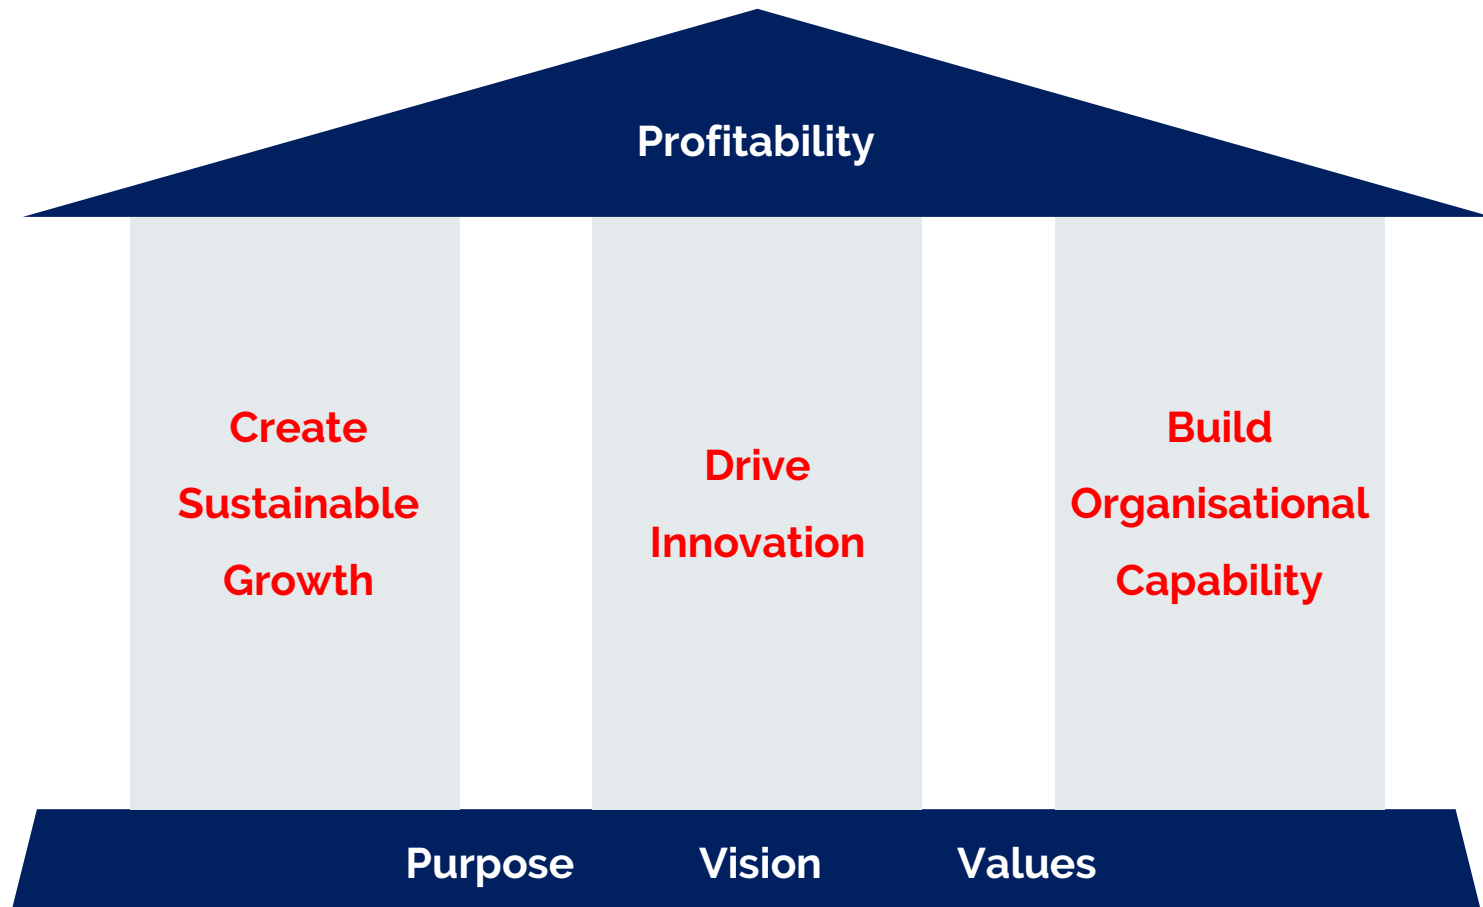 Profitability
Create
Sustainable
Growth
Drive
Innovation
Build
Organisational
Capability
Purpose Vision Values